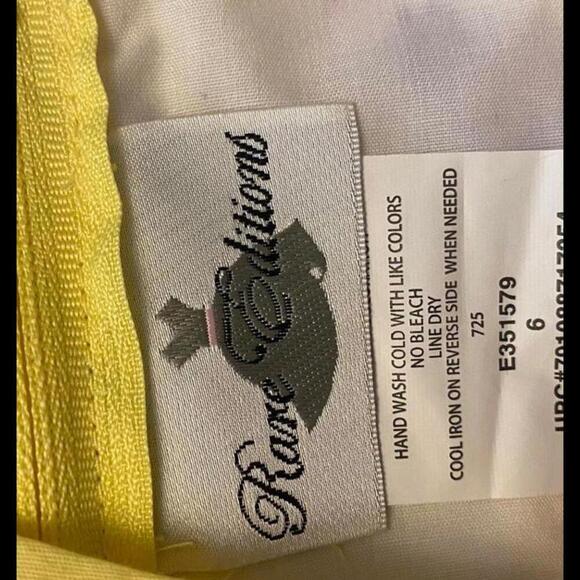 Rare Editions
HAND WASH COLD WITH LIKE COLORS
NO BLEACH
LINE DRY
COOL IRON ON REVERSE SIDE WHEN NEEDED
725
E351579
6